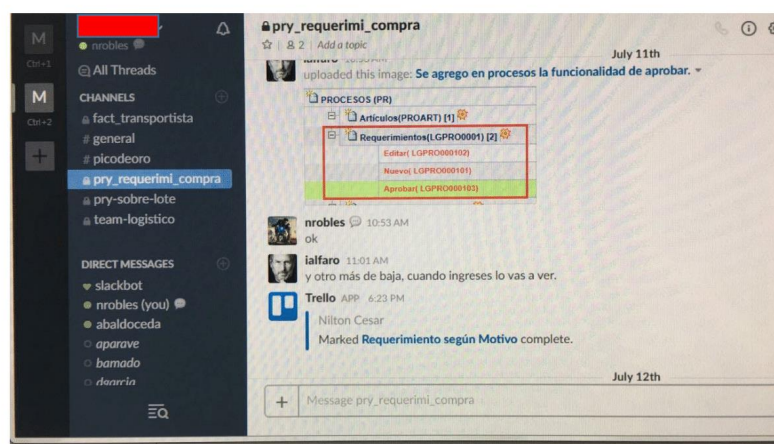 M
Ctrl+1
M
Ctrl+2
+
nrobles
All Threads
CHANNELS
fact_transportista
# general
# picodeoro
pry_requerimi_compra
pry-sobre-lote
team-logistico
DIRECT MESSAGES
slackbot
nrobles (you)
abaldoceda
aparave
bamado
pry_requerimi_compra
2 | Add a topic
July 11th
uploaded this image: Se agrego en procesos la funcionalidad de aprobar.
PROCESOS (PR)
Artículos(PROART) [1]
Requerimientos(LGPRO0001) [2]
Editar( LGPRO000102)
Nuevo( LGPRO000101)
Aprobar( LGPRO000103)
nrobles 10:53 AM
ok
ialfaro 11:01 AM
y otro más de baja, cuando ingreses lo vas a ver.
Trello APP 6:23 PM
Nilton Cesar
Marked Requerimiento según Motivo complete.
July 12th
+ Message pry_requerimi_compra